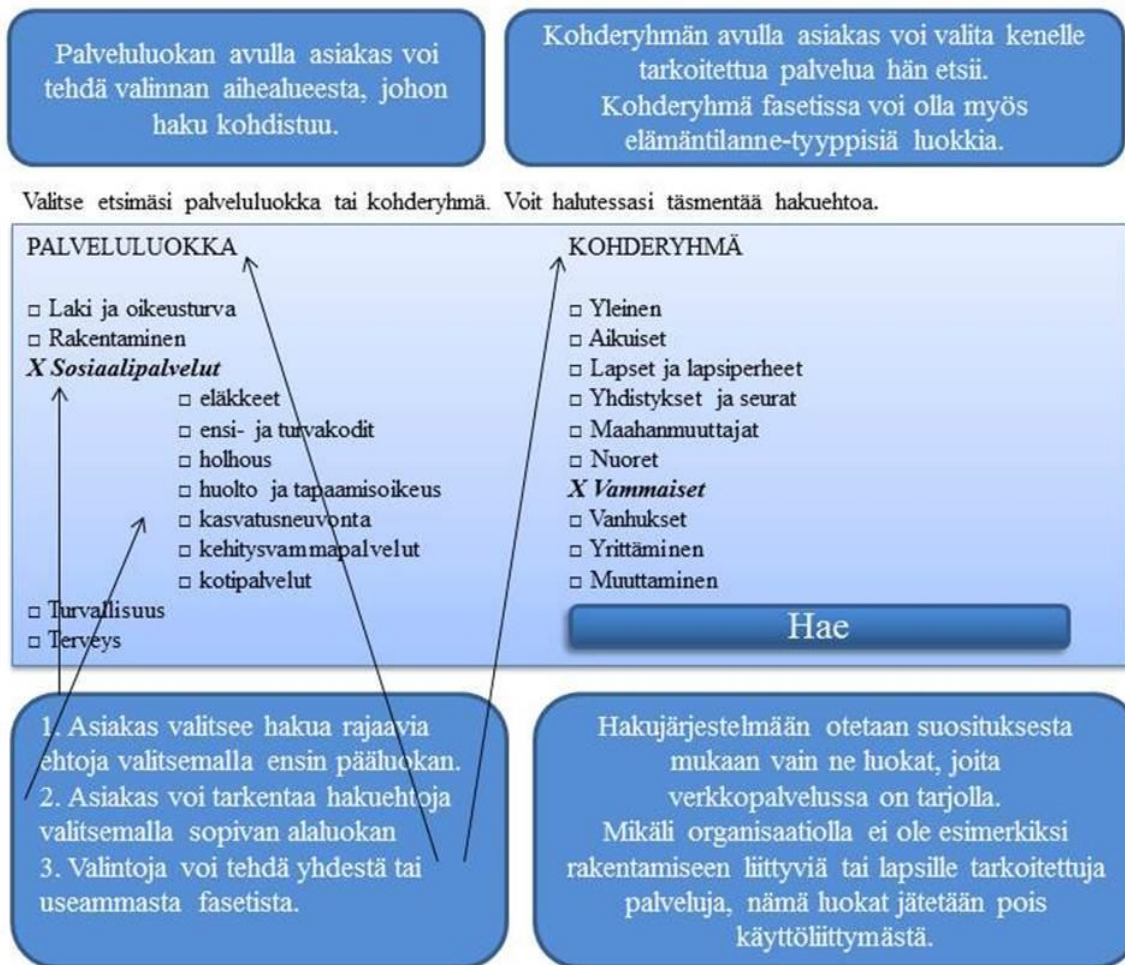 Palveluluokan avulla asiakas voi
tehdä valinnan aihealueesta, johon
haku kohdistuu.
Kohderyhmän avulla asiakas voi valita kenelle
tarkoitettua palvelua hän etsii.
Kohderyhmä fasetissa voi olla myös
elämäntilanne-tyyppisiä luokkia.
Valitse etsimäsi palveluluokka tai kohderyhmä. Voit halutessasi täsmentää hakuehtoa.
PALVELULUOKKA
□ Laki ja oikeusturva
□ Rakentaminen
X Sosiaalipalvelut
□ eläkkeet
□ ensi- ja turvakodit
□ holhous
□ huolto ja tapaamisoikeus
□ kasvatusneuvonta
□ kehitysvammapalvelut
□ kotipalvelut
□ Turvallisuus
□ Terveys
KOHDERYHMÄ
□ Yleinen
□ Aikuiset
□ Lapset ja lapsiperheet
□ Yhdistykset ja seurat
□ Maahanmuuttajat
□ Nuoret
X Vammaiset
□ Vanhukset
□ Yrittäminen
□ Muuttaminen
Hae
1. Asiakas valitsee hakua rajaavia
ehtoja valitsemalla ensin pääluokan.
2. Asiakas voi tarkentaa hakuehtoja
valitsemalla sopivan alaluokan
3. Valintoja voi tehdä yhdestä tai
useammasta fasetista.
Hakujärjestelmään otetaan suosituksesta
mukaan vain ne luokat, joita
verkkopalvelussa on tarjolla.
Mikäli organisaatiolla ei ole esimerkiksi
rakentamiseen liittyviä tai lapsille tarkoitettuja
palveluja, nämä luokat jätetään pois
käyttöliittymästä.